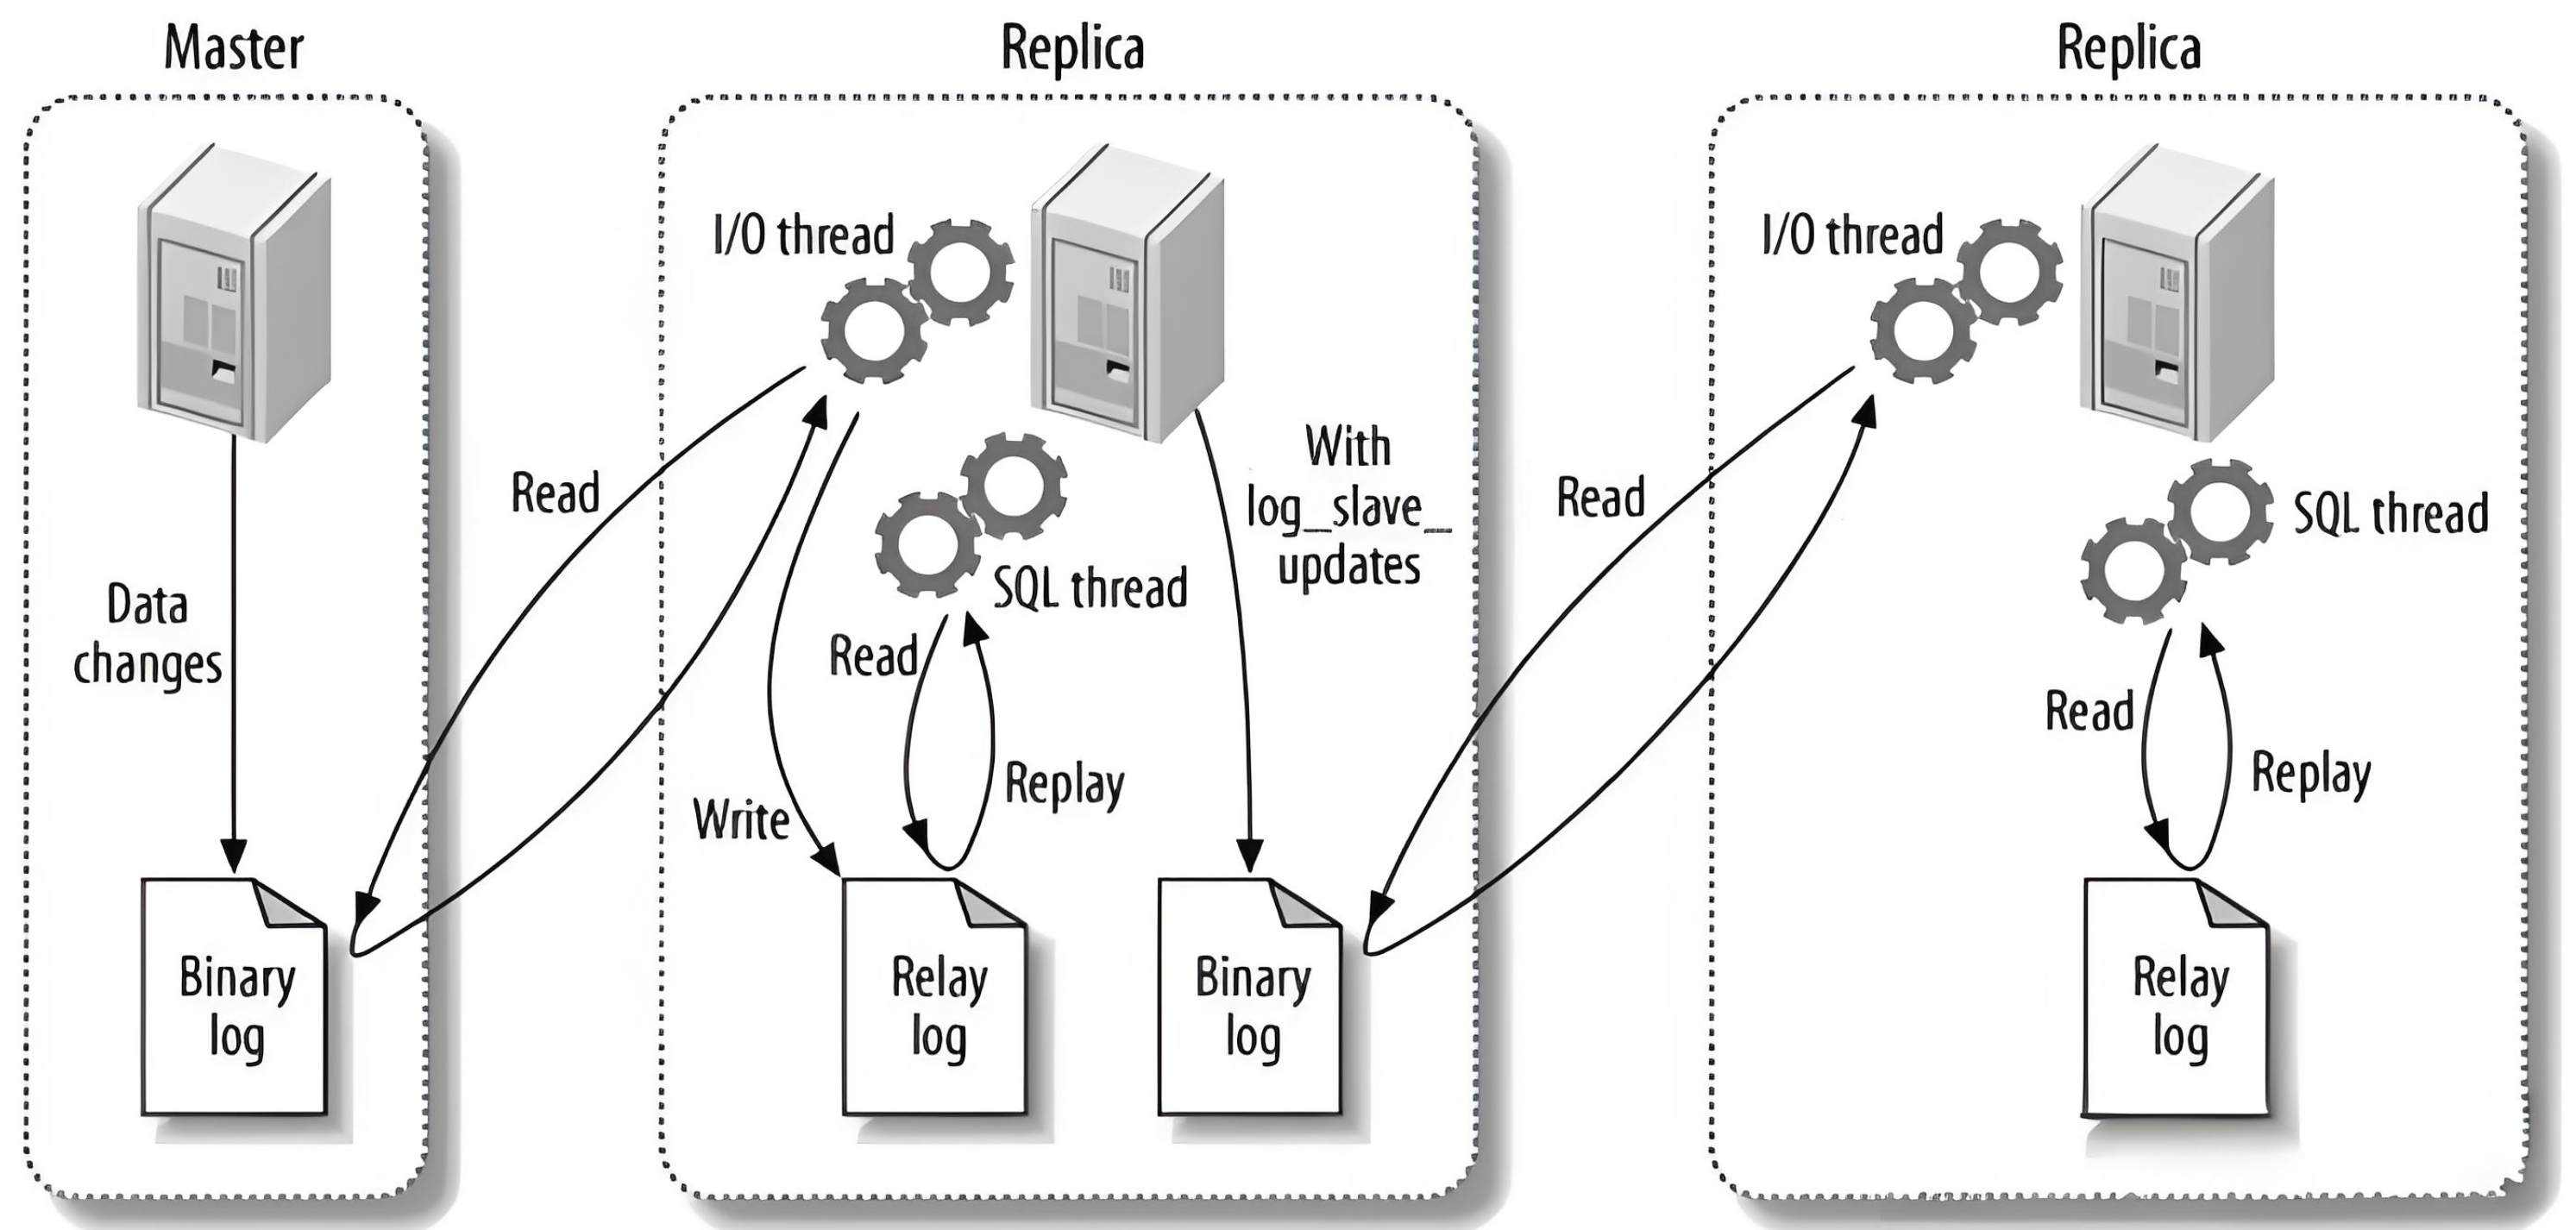 Master
Replica
Replica
I/O thread
I/O thread
With
log_slave_
updates
Read
Read
SQL thread
SQL thread
Data
changes
Read
Read
Replay
Replay
Write
Binary
log
Relay
log
Binary
log
Relay
log